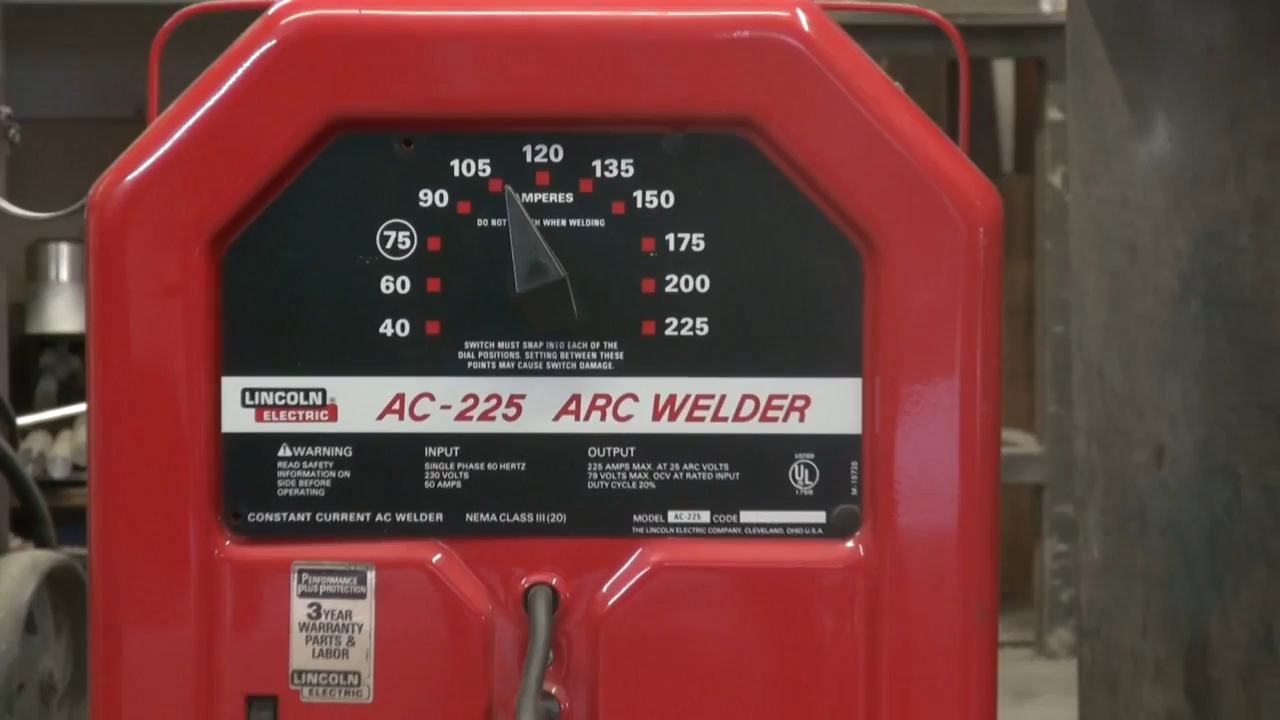 120
105 135
AMPERES
90 150
DO NOT WHEN WELDING
75 175
60 200
40 225
SWITCH MUST SNAP INTO EACH OF THE
DIAL POSITIONS. SETTING BETWEEN THESE
POINTS MAY CAUSE SWITCH DAMAGE.
LINCOLN
ELECTRIC
AC-225 ARC WELDER
WARNING
READ SAFETY
INFORMATION ON
SIDE BEFORE
OPERATING
INPUT
SINGLE PHASE 60 HERTZ
230 VOLTS
50 AMPS
OUTPUT
225 AMPS MAX. AT 25 ARC VOLTS
79 VOLTS MAX. OCV AT RATED INPUT
DUTY CYCLE 20%
LISTED
UL
CONSTANT CURRENT AC WELDER NEMA CLASS III (20)
MODEL AC-225 CODE
THE LINCOLN ELECTRIC COMPANY, CLEVELAND, OHIO U.S.A.
PERFORMANCE
PLUS PROTECTION
3 YEAR
WARRANTY
PARTS &
LABOR
LINCOLN
ELECTRIC